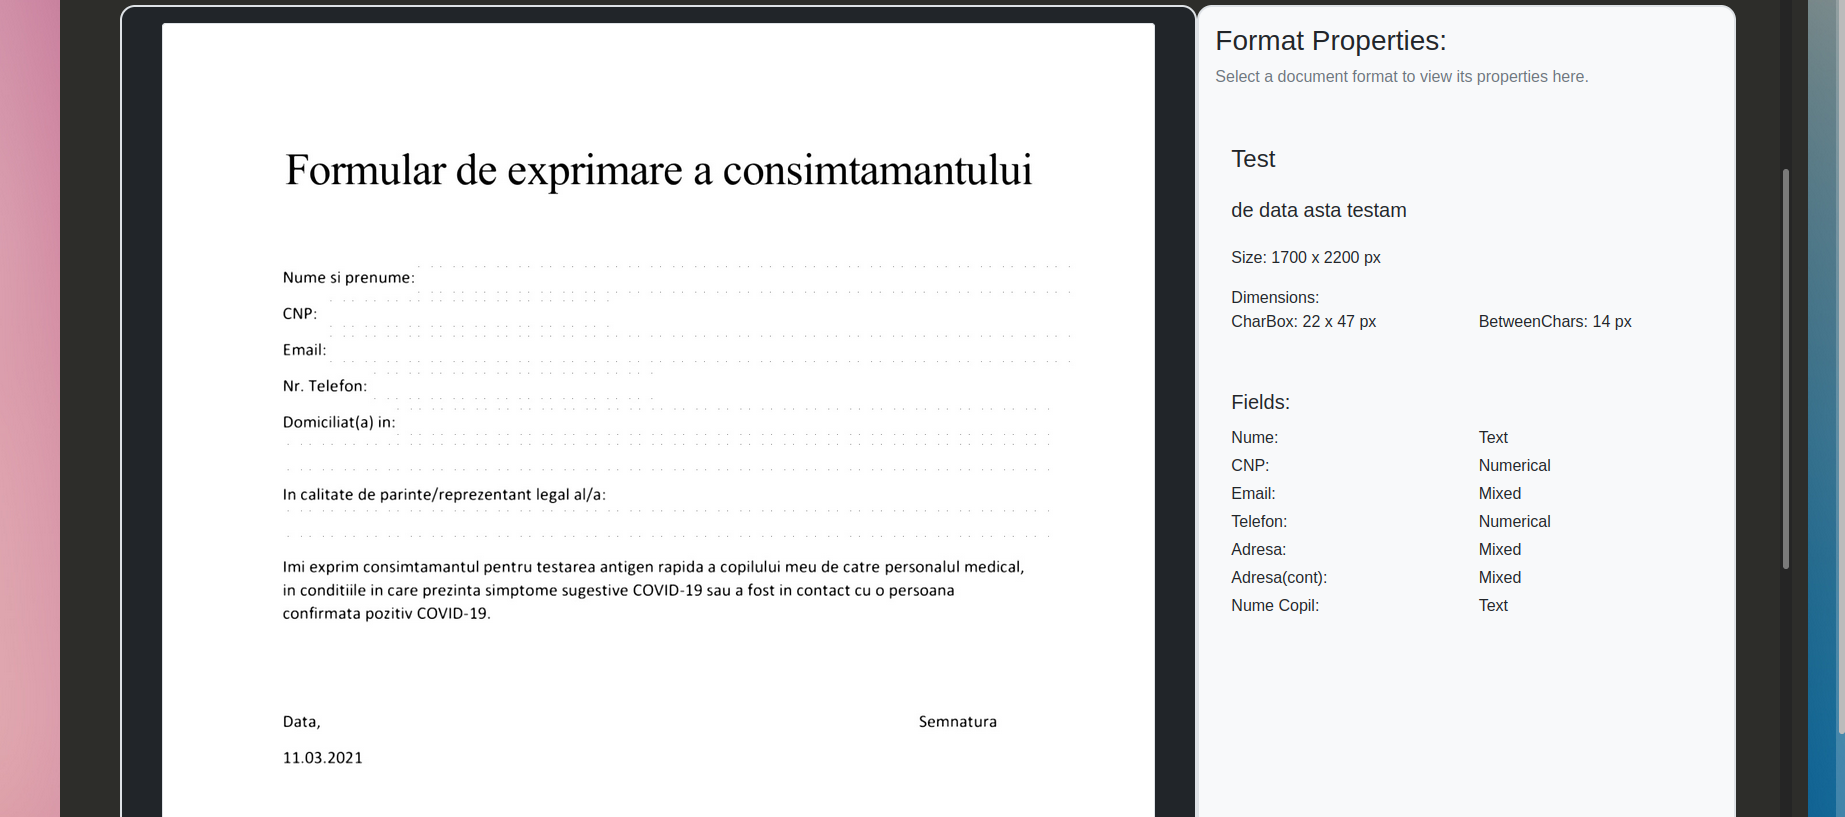 Formular de exprimare a consimtamantului
Nume si prenume:
CNP:
Email:
Nr. Telefon:
Domiciliat(a) in:
In calitate de parinte/reprezentant legal al/a:
Imi exprim consimtamantul pentru testarea antigen rapida a copilului meu de catre personalul medical,
in conditiile in care prezinta simptome sugestive COVID-19 sau a fost in contact cu o persoana
confirmata pozitiv COVID-19.
Data, Semnatura
11.03.2021
Format Properties:
Select a document format to view its properties here.
Test
de data asta testam
Size: 1700 x 2200 px
Dimensions:
CharBox: 22 x 47 px BetweenChars: 14 px
Fields:
Nume: Text
CNP: Numerical
Email: Mixed
Telefon: Numerical
Adresa: Mixed
Adresa(cont): Mixed
Nume Copil: Text